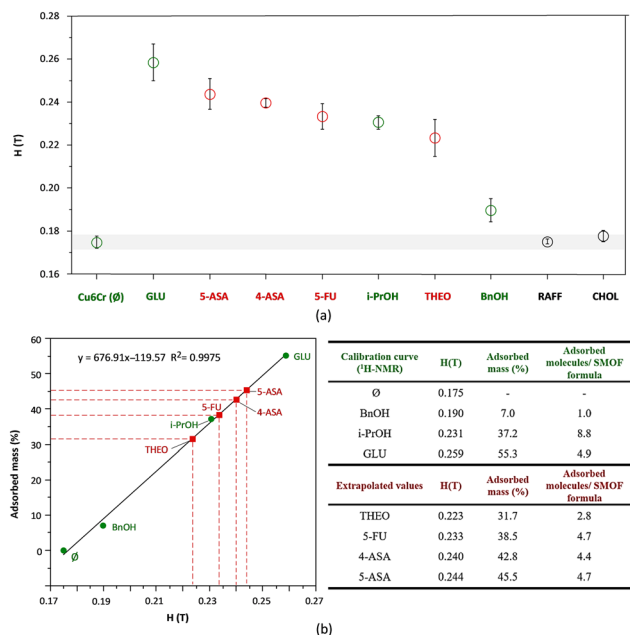 0.28
0.26
0.24
0.22
0.20
0.18
0.16
H (T)
Cu6Cr (Ø) GLU 5-ASA 4-ASA 5-FU i-PrOH THEO BnOH RAFF CHOL
(a)
60
50
40
30
20
10
0
Adsorbed mass (%)
y = 676.91x–119.57 R²= 0.9975
GLU
5-ASA
5-FU
4-ASA
i-PrOH
THEO
BnOH
Ø
0.17 0.19 0.21 0.23 0.25 0.27
H (T)
Calibration curve (¹H-NMR) H(T) Adsorbed mass (%) Adsorbed molecules/ SMOF formula
Ø 0.175 - -
BnOH 0.190 7.0 1.0
i-PrOH 0.231 37.2 8.8
GLU 0.259 55.3 4.9
Extrapolated values H(T) Adsorbed mass (%) Adsorbed molecules/ SMOF formula
THEO 0.223 31.7 2.8
5-FU 0.233 38.5 4.7
4-ASA 0.240 42.8 4.4
5-ASA 0.244 45.5 4.7
(b)